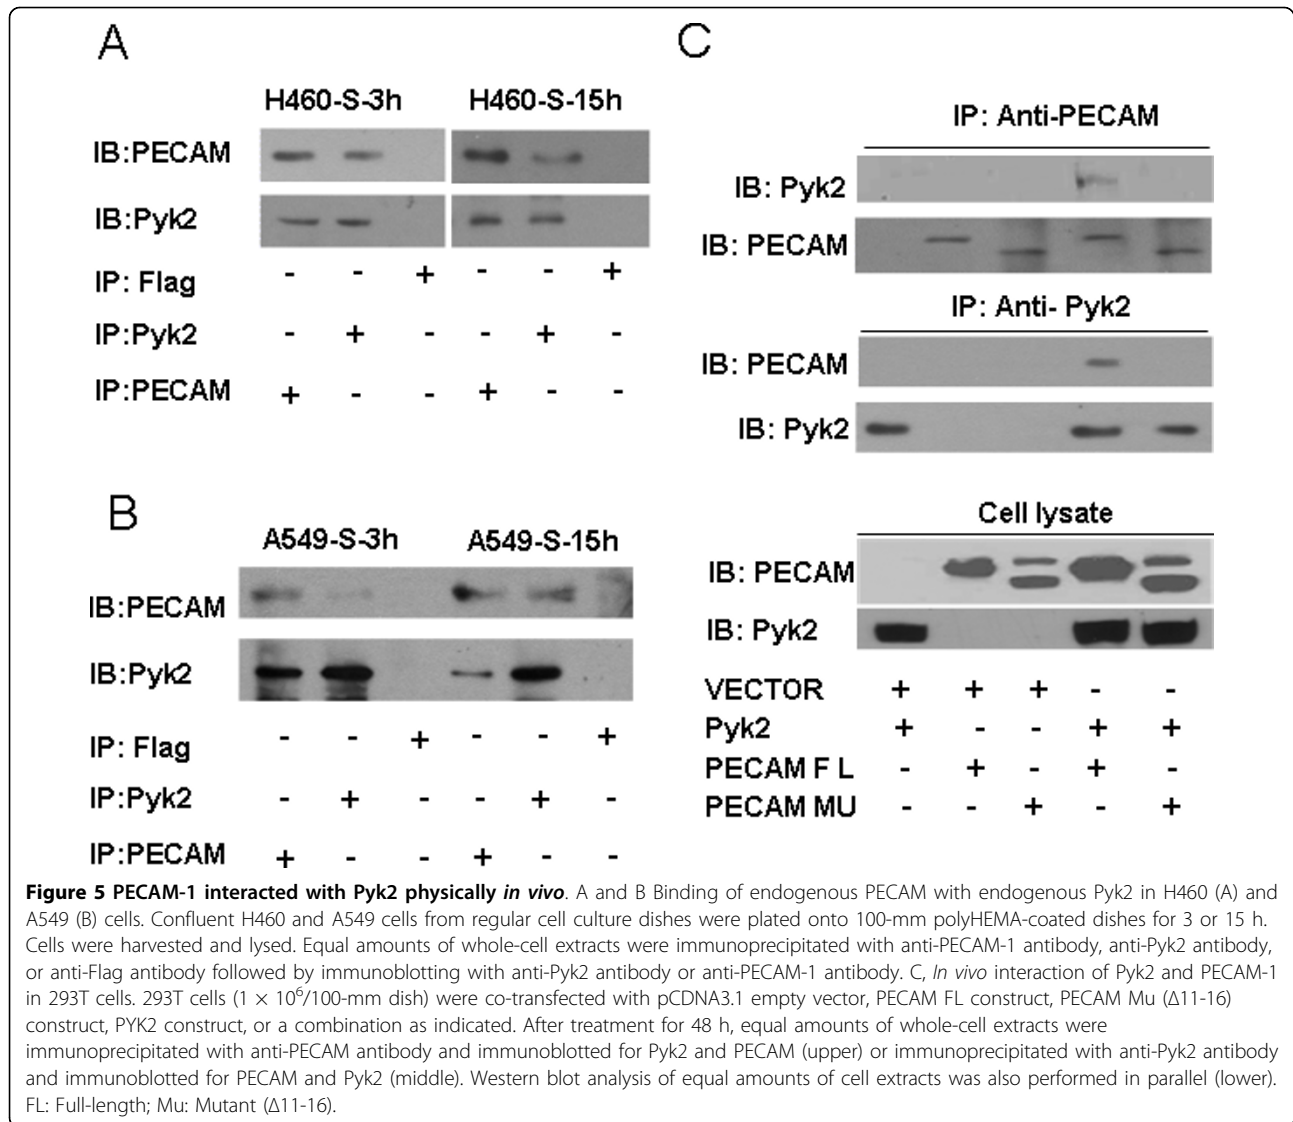 A
H460-S-3h H460-S-15h
IB:PECAM
IB:Pyk2
IP: Flag - - + - - +
IP:Pyk2 - + - - + -
IP:PECAM + - - + - -
B
A549-S-3h A549-S-15h
IB:PECAM
IB:Pyk2
IP: Flag - - + - - +
IP:Pyk2 - + - - + -
IP:PECAM + - - + - -
C
IP: Anti-PECAM
IB: Pyk2
IB: PECAM
IP: Anti- Pyk2
IB: PECAM
IB: Pyk2
Cell lysate
IB: PECAM
IB: Pyk2
VECTOR + + + - -
Pyk2 + - - + +
PECAM F L - + - + -
PECAM MU - - + - +
Figure 5 PECAM-1 interacted with Pyk2 physically in vivo. A and B Binding of endogenous PECAM with endogenous Pyk2 in H460 (A) and
A549 (B) cells. Confluent H460 and A549 cells from regular cell culture dishes were plated onto 100-mm polyHEMA-coated dishes for 3 or 15 h.
Cells were harvested and lysed. Equal amounts of whole-cell extracts were immunoprecipitated with anti-PECAM-1 antibody, anti-Pyk2 antibody,
or anti-Flag antibody followed by immunoblotting with anti-Pyk2 antibody or anti-PECAM-1 antibody. C, In vivo interaction of Pyk2 and PECAM-1
in 293T cells. 293T cells (1 × 10⁶/100-mm dish) were co-transfected with pCDNA3.1 empty vector, PECAM FL construct, PECAM Mu (Δ11-16)
construct, PYK2 construct, or a combination as indicated. After treatment for 48 h, equal amounts of whole-cell extracts were
immunoprecipitated with anti-PECAM antibody and immunoblotted for Pyk2 and PECAM (upper) or immunoprecipitated with anti-Pyk2 antibody
and immunoblotted for PECAM and Pyk2 (middle). Western blot analysis of equal amounts of cell extracts was also performed in parallel (lower).
FL: Full-length; Mu: Mutant (Δ11-16).